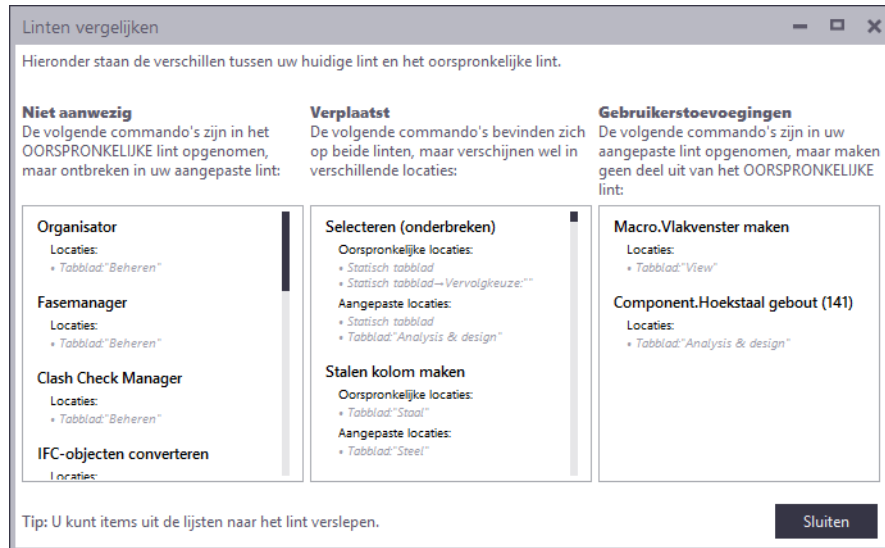 Linten vergelijken
Hieronder staan de verschillen tussen uw huidige lint en het oorspronkelijke lint.
Niet aanwezig
De volgende commando's zijn in het
OORSPRONKELIJKE lint opgenomen,
maar ontbreken in uw aangepaste lint:
Organisator
Locaties:
• Tabblad:"Beheren"
Fasemanager
Locaties:
• Tabblad:"Beheren"
Clash Check Manager
Locaties:
• Tabblad:"Beheren"
IFC-objecten converteren
Locaties:
Verplaatst
De volgende commando's bevinden zich
op beide linten, maar verschijnen wel in
verschillende locaties:
Selecteren (onderbreken)
Oorspronkelijke locaties:
• Statisch tabblad
• Statisch tabblad→Vervolgkeuze:""
Aangepaste locaties:
• Statisch tabblad
• Tabblad:"Analysis & design"
Stalen kolom maken
Oorspronkelijke locaties:
• Tabblad:"Staal"
Aangepaste locaties:
• Tabblad:"Steel"
Gebruikerstoevoegingen
De volgende commando's zijn in uw
aangepaste lint opgenomen, maar maken
geen deel uit van het OORSPRONKELIJKE
lint:
Macro.Vlakvenster maken
Locaties:
• Tabblad:"View"
Component.Hoekstaal gebout (141)
Locaties:
• Tabblad:"Analysis & design"
Tip: U kunt items uit de lijsten naar het lint verslepen.
Sluiten